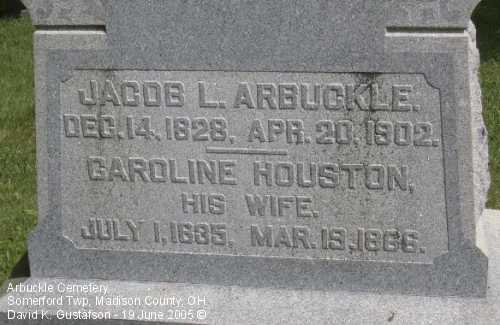 JACOB L. ARBUCKLE.
DEC. 14, 1828. APR. 20, 1902.
CAROLINE HOUSTON,
HIS WIFE.
JULY 1, 1835. MAR. 19, 1866.
Arbuckle Cemetery,
Somerford Twp, Madison County, OH.
David K. Gustafson - 19 June 2005 ©